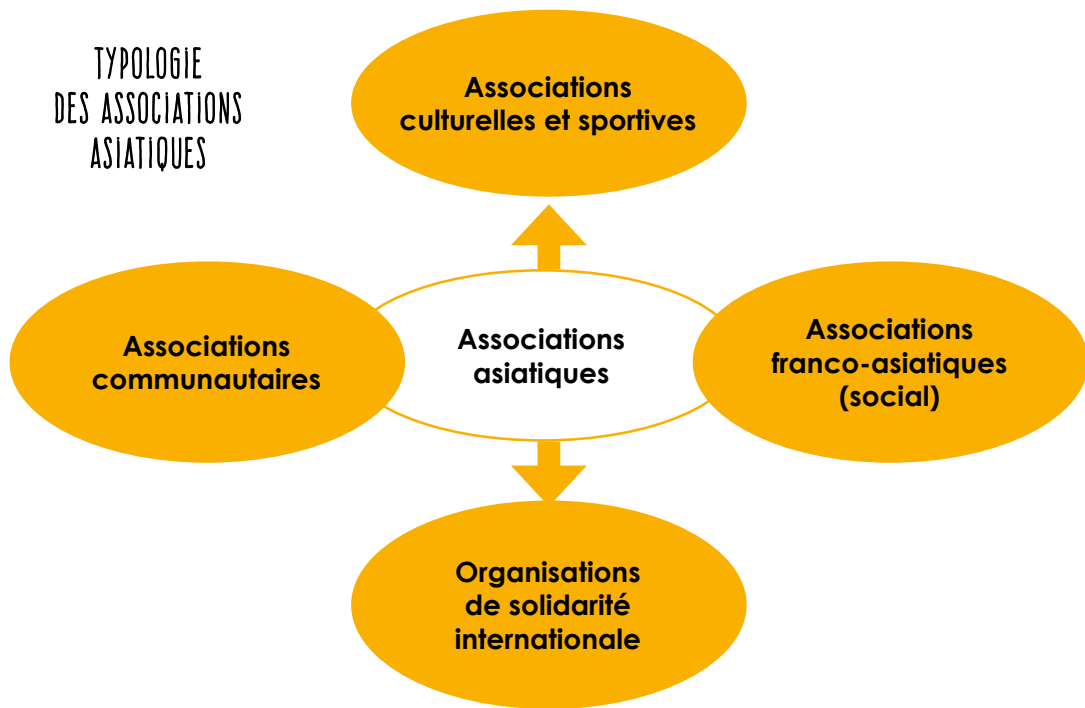 TYPOLOGIE
DES ASSOCIATIONS
ASIATIQUES
Associations
culturelles et sportives
Associations
communautaires
Associations
asiatiques
Associations
franco-asiatiques
(social)
Organisations
de solidarité
internationale